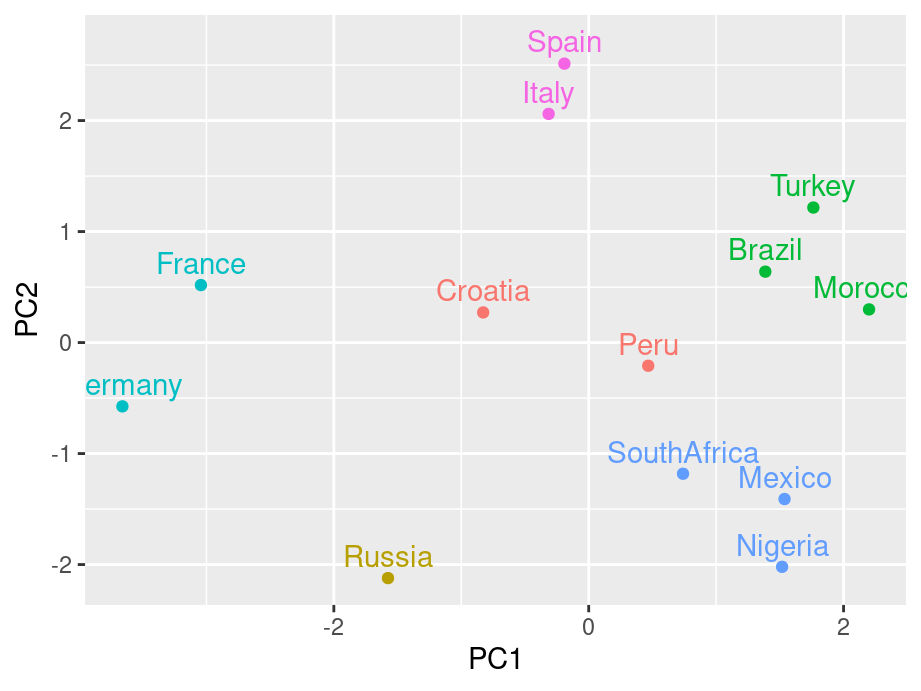 Spain
Italy
2
Turkey
1
Brazil
France
Morocc
Croatia
PC2
0
Peru
ermany
-1
SouthAfrica
Mexico
Nigeria
Russia
-2
-2
0
2
PC1